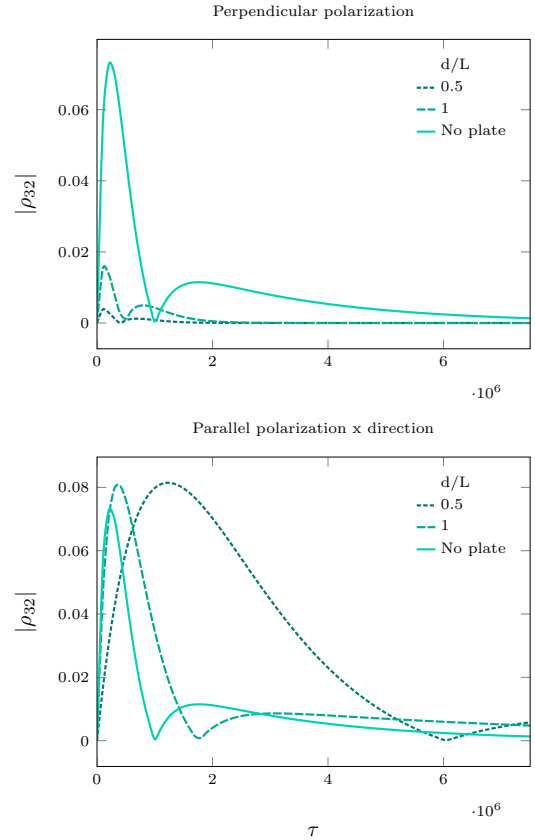 Perpendicular polarization
d/L
0.5
1
No plate
0.06
0.04
0.02
0
|ρ32|
0 2 4 6
·10^6
Parallel polarization x direction
d/L
0.5
1
No plate
0.08
0.06
0.04
0.02
0
|ρ32|
0 2 4 6
·10^6
τ